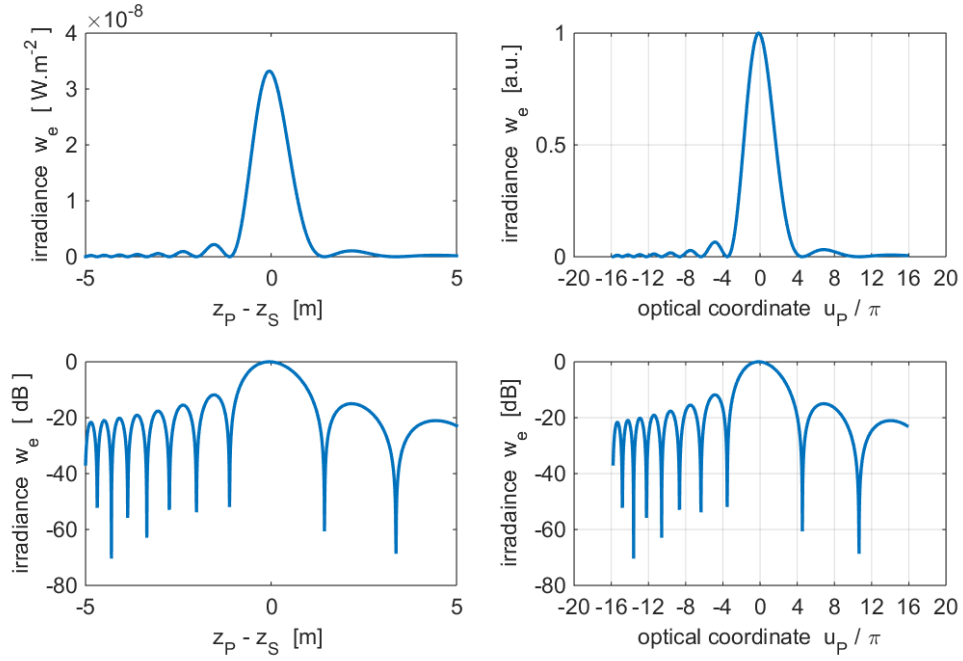 ×10^-8
irradiance w_e [ W.m^-2 ]
4
3
2
1
0
-5 0 5
z_P - z_S [m]
irradiance w_e [a.u.]
1
0.5
0
-20 -16 -12 -8 -4 0 4 8 12 16 20
optical coordinate u_P / π
irradiance w_e [ dB ]
0
-20
-40
-60
-80
-5 0 5
z_P - z_S [m]
irradaince w_e [dB]
0
-20
-40
-60
-80
-20 -16 -12 -8 -4 0 4 8 12 16 20
optical coordinate u_P / π